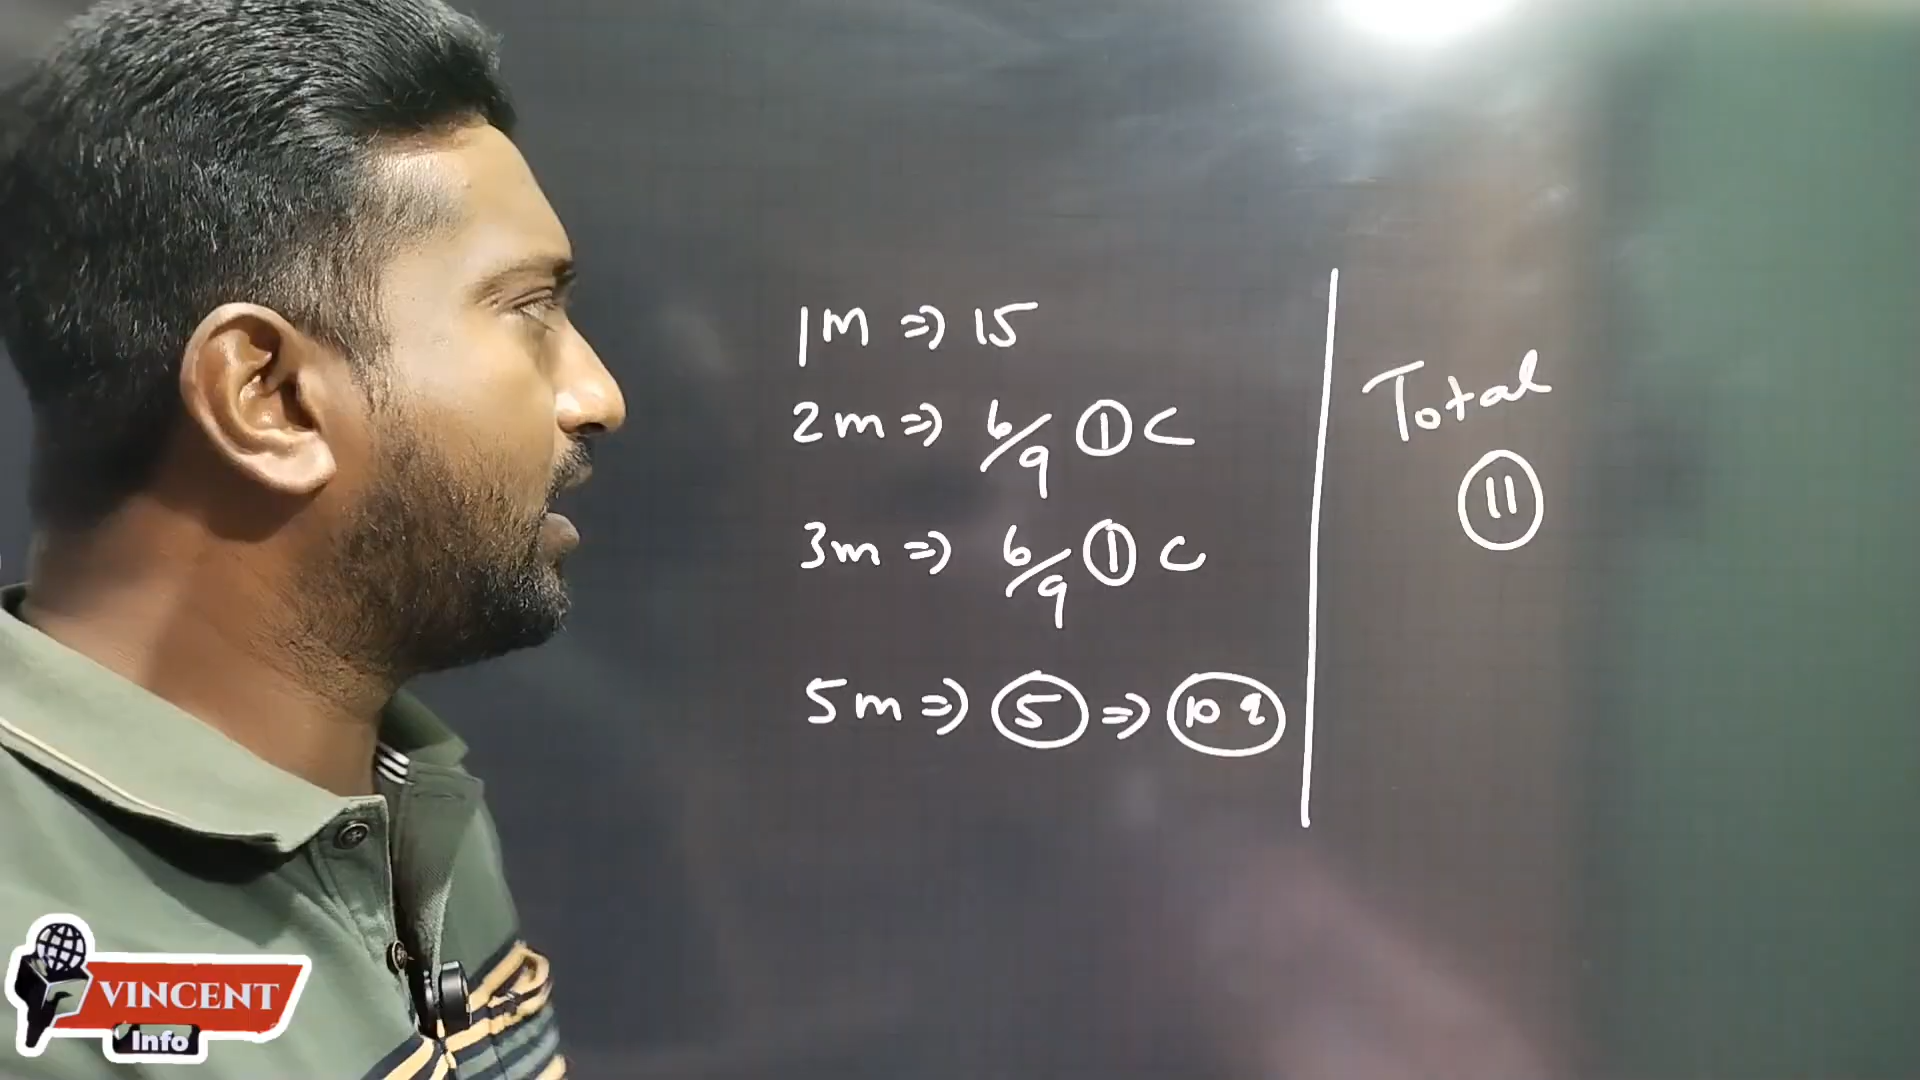 1M => 15
2m => 6/9 1 C
3m => 6/9 1 C
5m => 5 => 10 q
Total
11
VINCENT
Info